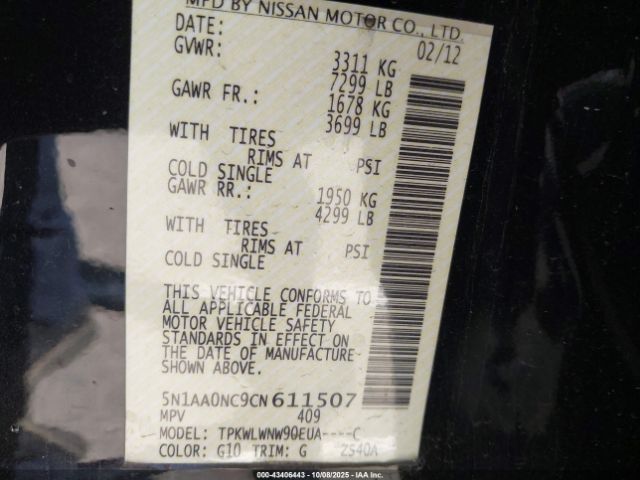 MFD BY NISSAN MOTOR CO., LTD.
DATE: 02/12
GVWR: 3311 KG
7299 LB
GAWR FR.: 1678 KG
3699 LB
WITH TIRES
RIMS AT PSI
COLD SINGLE
GAWR RR.: 1950 KG
4299 LB
WITH TIRES
RIMS AT PSI
COLD SINGLE
THIS VEHICLE CONFORMS TO
ALL APPLICABLE FEDERAL
MOTOR VEHICLE SAFETY
STANDARDS IN EFFECT ON
THE DATE OF MANUFACTURE
SHOWN ABOVE.
5N1AA0NC9CN611507
MPV 409
MODEL: TPKWLWNW90EUA----C
COLOR: G10 TRIM: G 2S40A
000-43406443 - 10/08/2025 - IAA Inc.